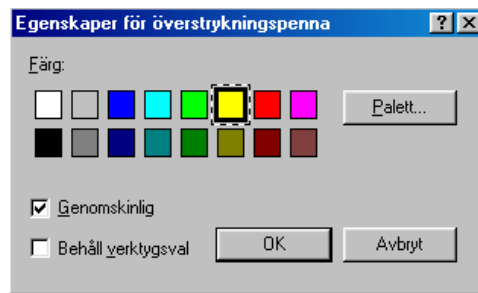 Egenskaper för överstrykningspenna
Färg:
Palett...
Genomskinlig
Behåll verktygsval
OK
Avbryt